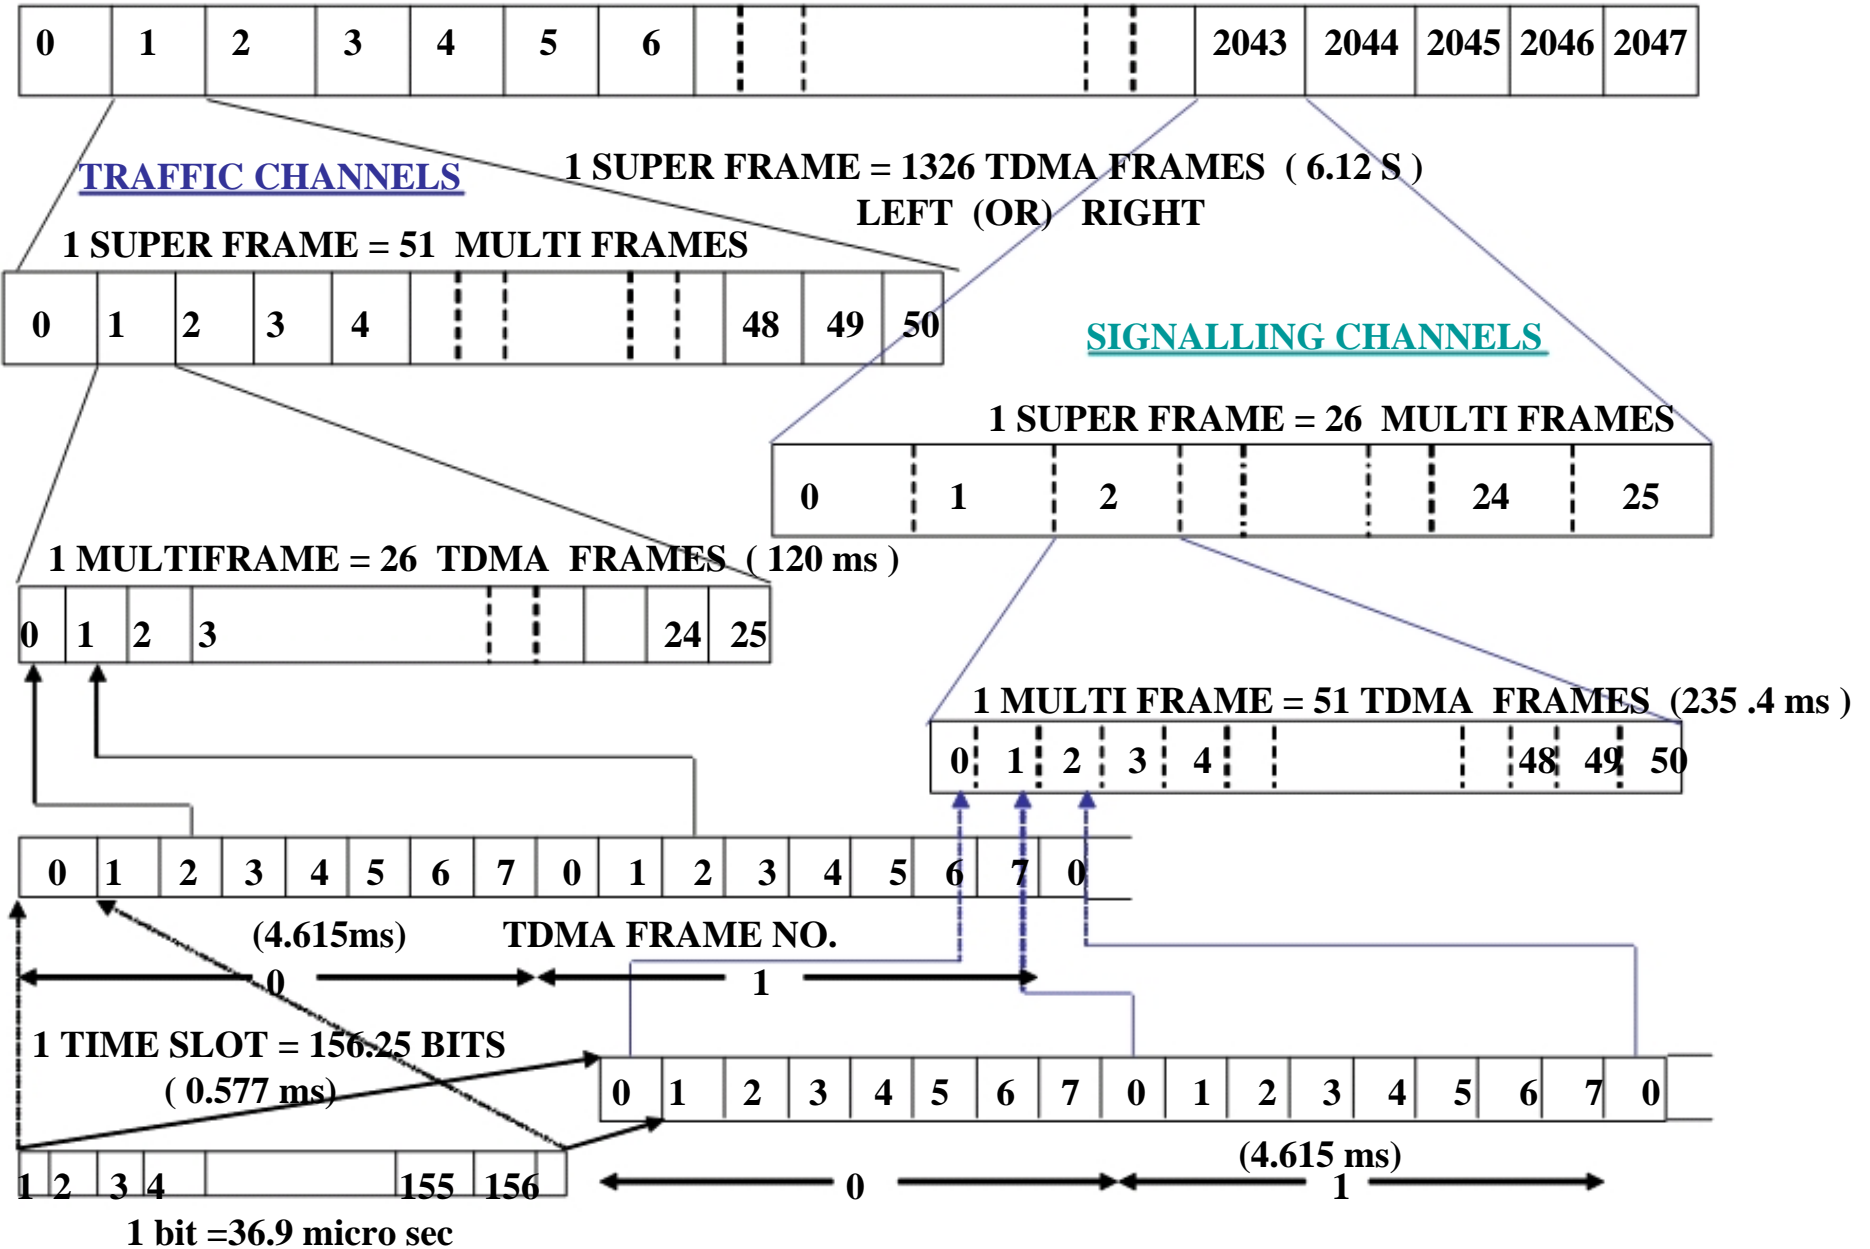 0 1 2 3 4 5 6 2043 2044 2045 2046 2047
1 SUPER FRAME = 1326 TDMA FRAMES ( 6.12 S )
LEFT (OR) RIGHT
TRAFFIC CHANNELS
1 SUPER FRAME = 51 MULTI FRAMES
0 1 2 3 4 48 49 50
SIGNALLING CHANNELS
1 SUPER FRAME = 26 MULTI FRAMES
0 1 2 24 25
1 MULTIFRAME = 26 TDMA FRAMES ( 120 ms )
0 1 2 3 24 25
1 MULTI FRAME = 51 TDMA FRAMES (235 .4 ms )
0 1 2 3 4 48 49 50
0 1 2 3 4 5 6 7 0 1 2 3 4 5 6 7 0
(4.615ms) TDMA FRAME NO.
0 1
1 TIME SLOT = 156.25 BITS
( 0.577 ms)
0 1 2 3 4 5 6 7 0 1 2 3 4 5 6 7 0
(4.615 ms)
0 1
1 2 3 4 155 156
1 bit =36.9 micro sec